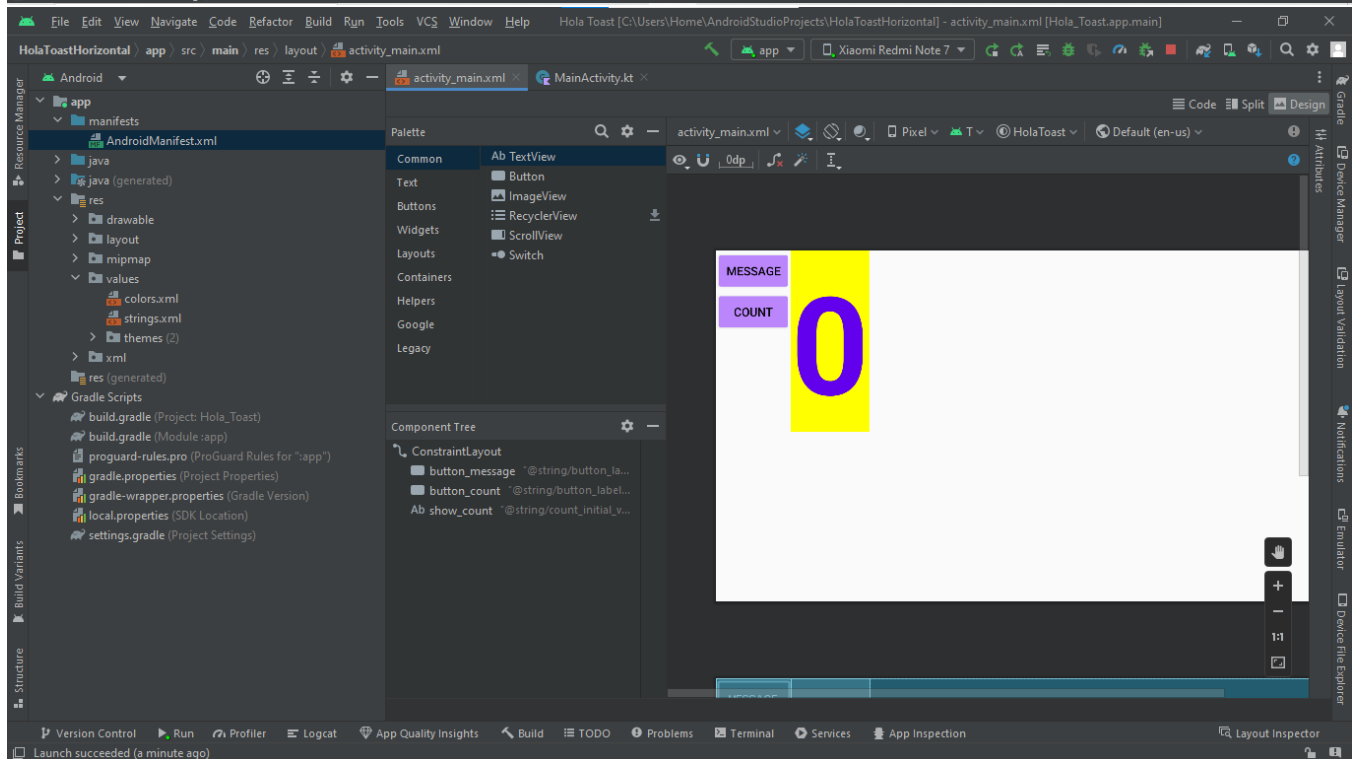 File Edit View Navigate Code Refactor Build Run Tools VCS Window Help Hola Toast [C:\Users\Home\AndroidStudioProjects\HolaToastHorizontal] - activity_main.xml [Hola_Toast.app.main]
HolaToastHorizontal app src main res layout activity_main.xml
app Xiaomi Redmi Note 7
Android
activity_main.xml MainActivity.kt
Code Split Design
app
manifests
AndroidManifest.xml
java
java (generated)
res
drawable
layout
mipmap
values
colors.xml
strings.xml
themes (2)
xml
res (generated)
Gradle Scripts
build.gradle (Project: Hola_Toast)
build.gradle (Module :app)
proguard-rules.pro (ProGuard Rules for ":app")
gradle.properties (Project Properties)
gradle-wrapper.properties (Gradle Version)
local.properties (SDK Location)
settings.gradle (Project Settings)
Palette
Common
Text
Buttons
Widgets
Layouts
Containers
Helpers
Google
Legacy
Ab TextView
Button
ImageView
RecyclerView
ScrollView
Switch
Component Tree
ConstraintLayout
button_message "@string/button_la...
button_count "@string/button_label...
Ab show_count "@string/count_initial_v...
activity_main.xml Pixel T HolaToast Default (en-us)
0dp
MESSAGE
COUNT
0
1:1
MESSAGE
Resource Manager
Project
Bookmarks
Build Variants
Structure
Gradle
Attributes
Device Manager
Layout Validation
Notifications
Emulator
Device File Explorer
Version Control Run Profiler Logcat App Quality Insights Build TODO Problems Terminal Services App Inspection Layout Inspector
Launch succeeded (a minute ago)